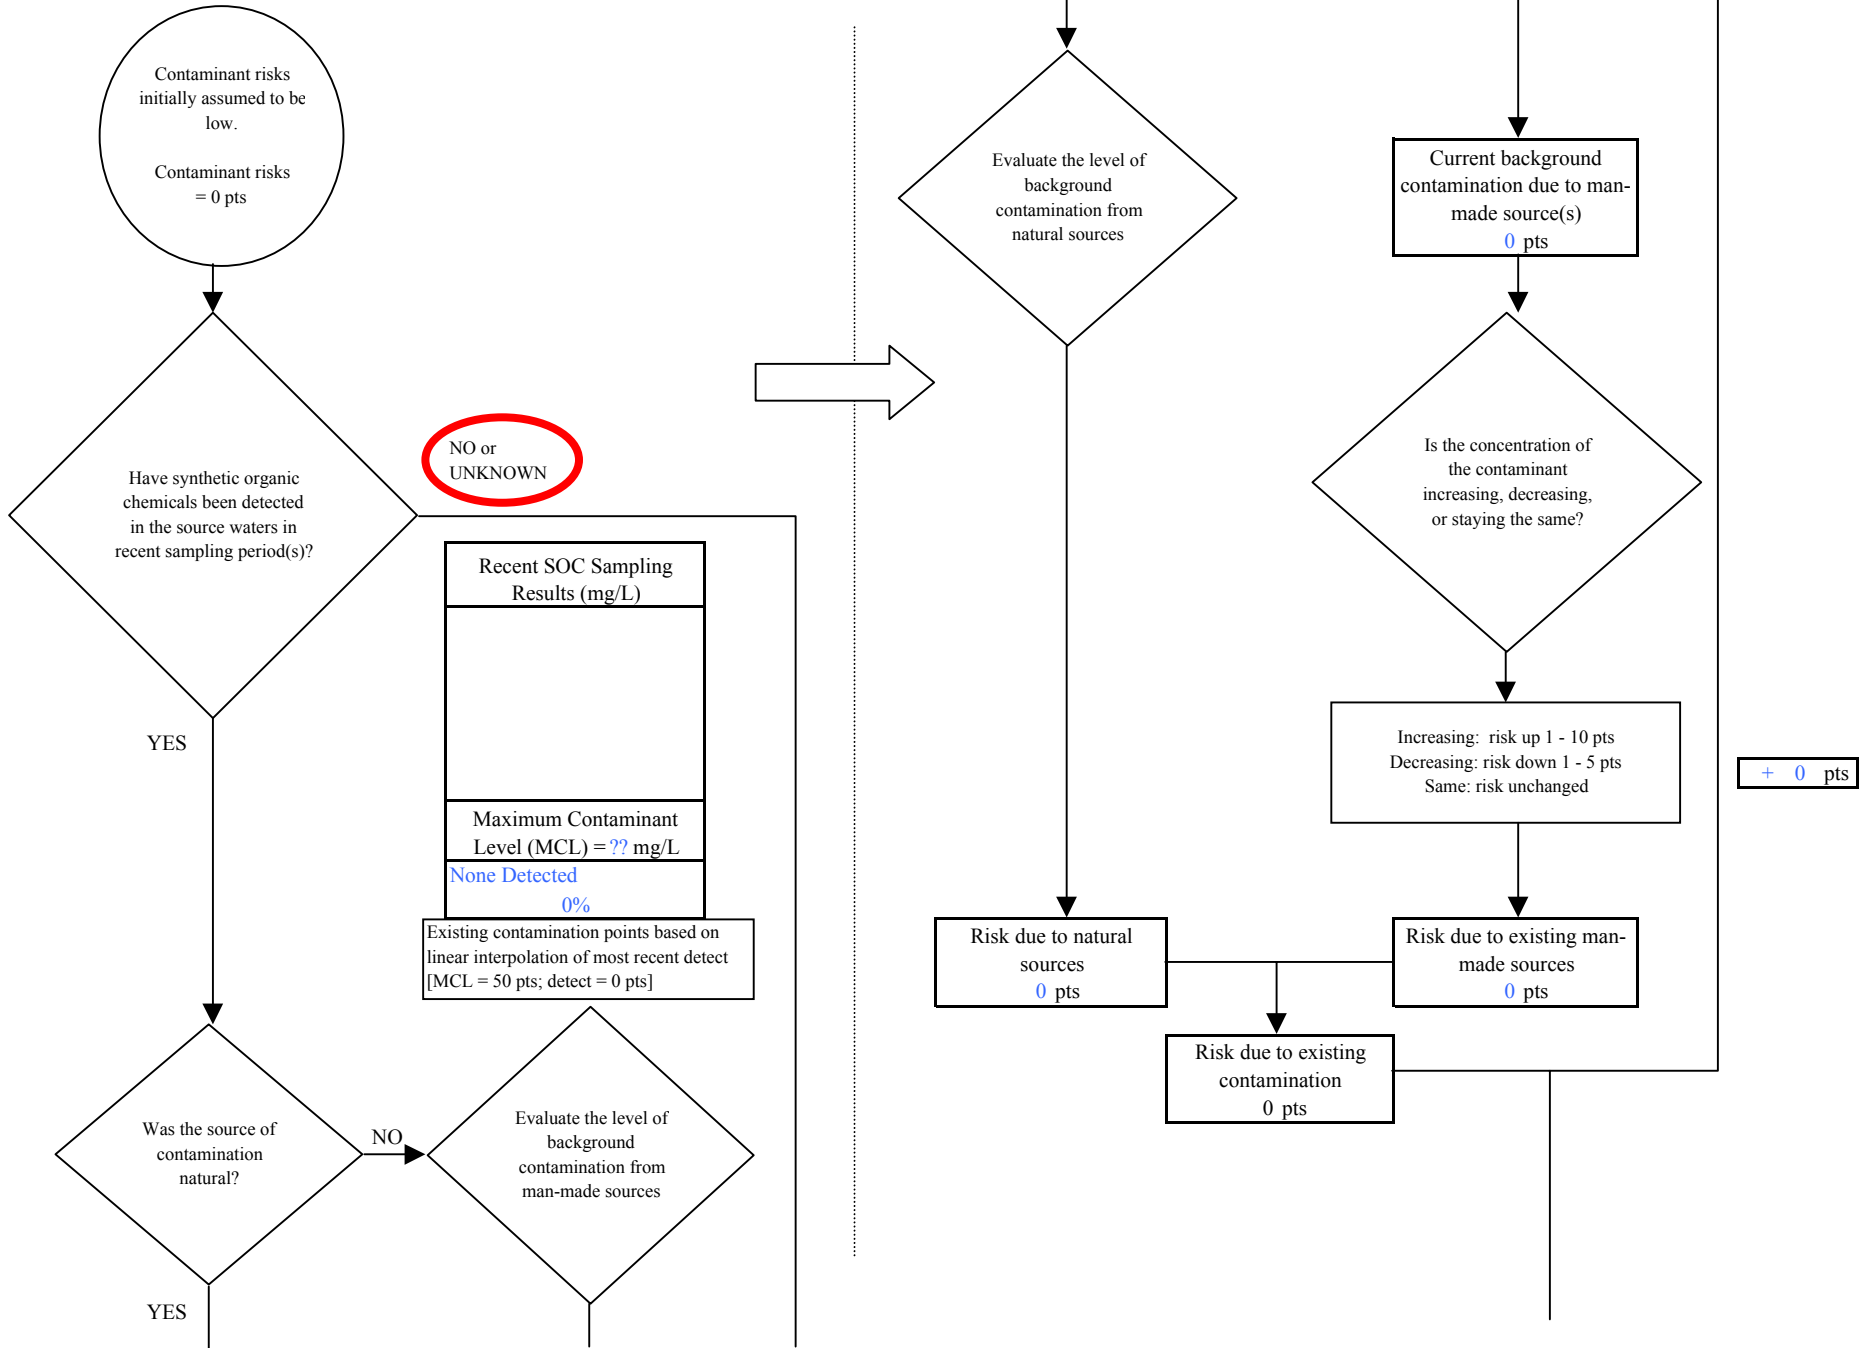 Contaminant risks
initially assumed to be
low.
Contaminant risks
= 0 pts
Have synthetic organic
chemicals been detected
in the source waters in
recent sampling period(s)?
NO or
UNKNOWN
YES
Recent SOC Sampling
Results (mg/L)
Maximum Contaminant
Level (MCL) = ?? mg/L
None Detected
0%
Existing contamination points based on
linear interpolation of most recent detect
[MCL = 50 pts; detect = 0 pts]
Was the source of
contamination
natural?
NO
Evaluate the level of
background
contamination from
man-made sources
YES
Evaluate the level of
background
contamination from
natural sources
Current background
contamination due to man-
made source(s)
0 pts
Is the concentration of
the contaminant
increasing, decreasing,
or staying the same?
Increasing: risk up 1 - 10 pts
Decreasing: risk down 1 - 5 pts
Same: risk unchanged
+ 0 pts
Risk due to natural
sources
0 pts
Risk due to existing man-
made sources
0 pts
Risk due to existing
contamination
0 pts